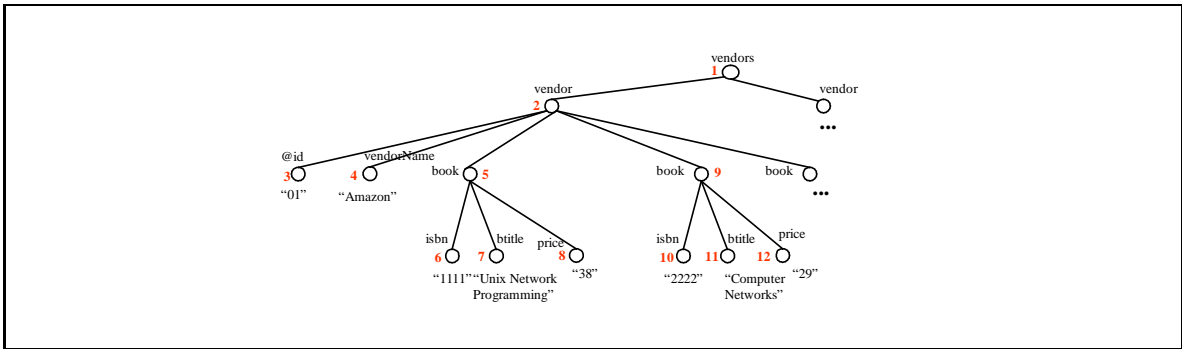 vendors
1
vendor
vendor
2
...
@id
vendorName
book
book
book
3
4
5
9
...
"01"
"Amazon"
isbn
btitle
price
isbn
btitle
price
6
7
8
10
11
12
"1111"
"Unix Network
Programming"
"38"
"2222"
"Computer
Networks"
"29"